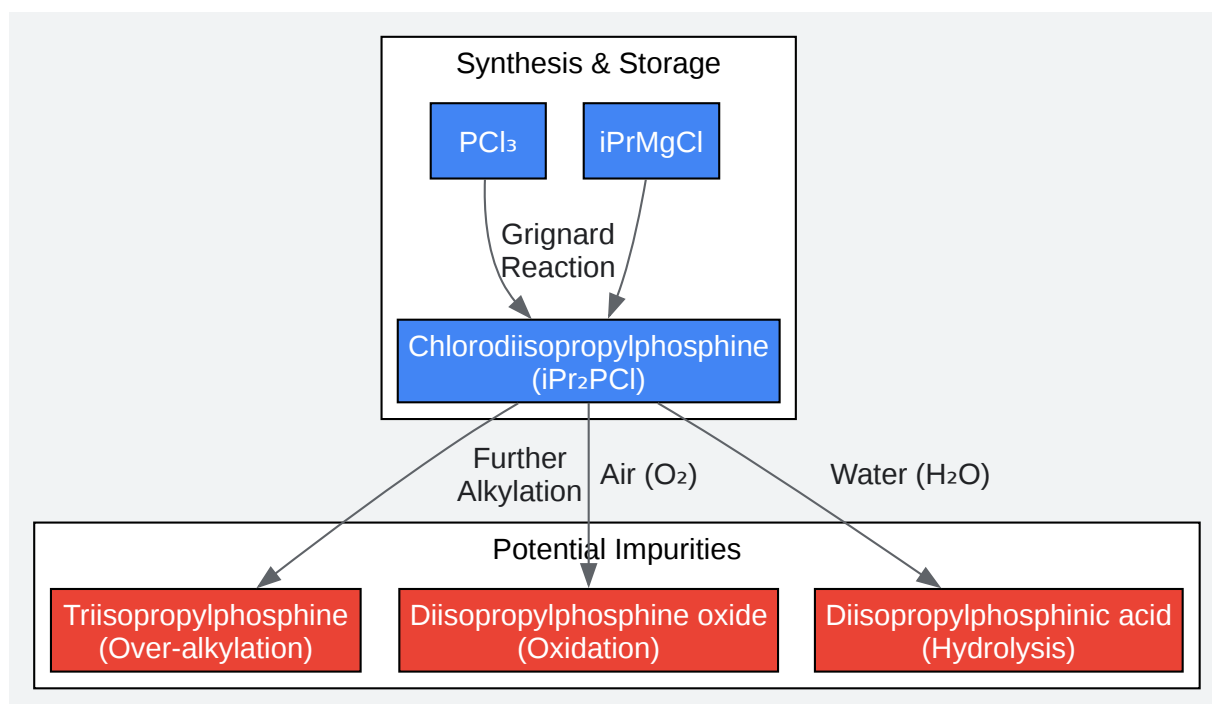 Synthesis & Storage
PCl₃
iPrMgCl
Grignard
Reaction
Chlorodiisopropylphosphine
(iPr₂PCl)
Further
Alkylation
Air (O₂)
Water (H₂O)
Potential Impurities
Triisopropylphosphine
(Over-alkylation)
Diisopropylphosphine oxide
(Oxidation)
Diisopropylphosphinic acid
(Hydrolysis)